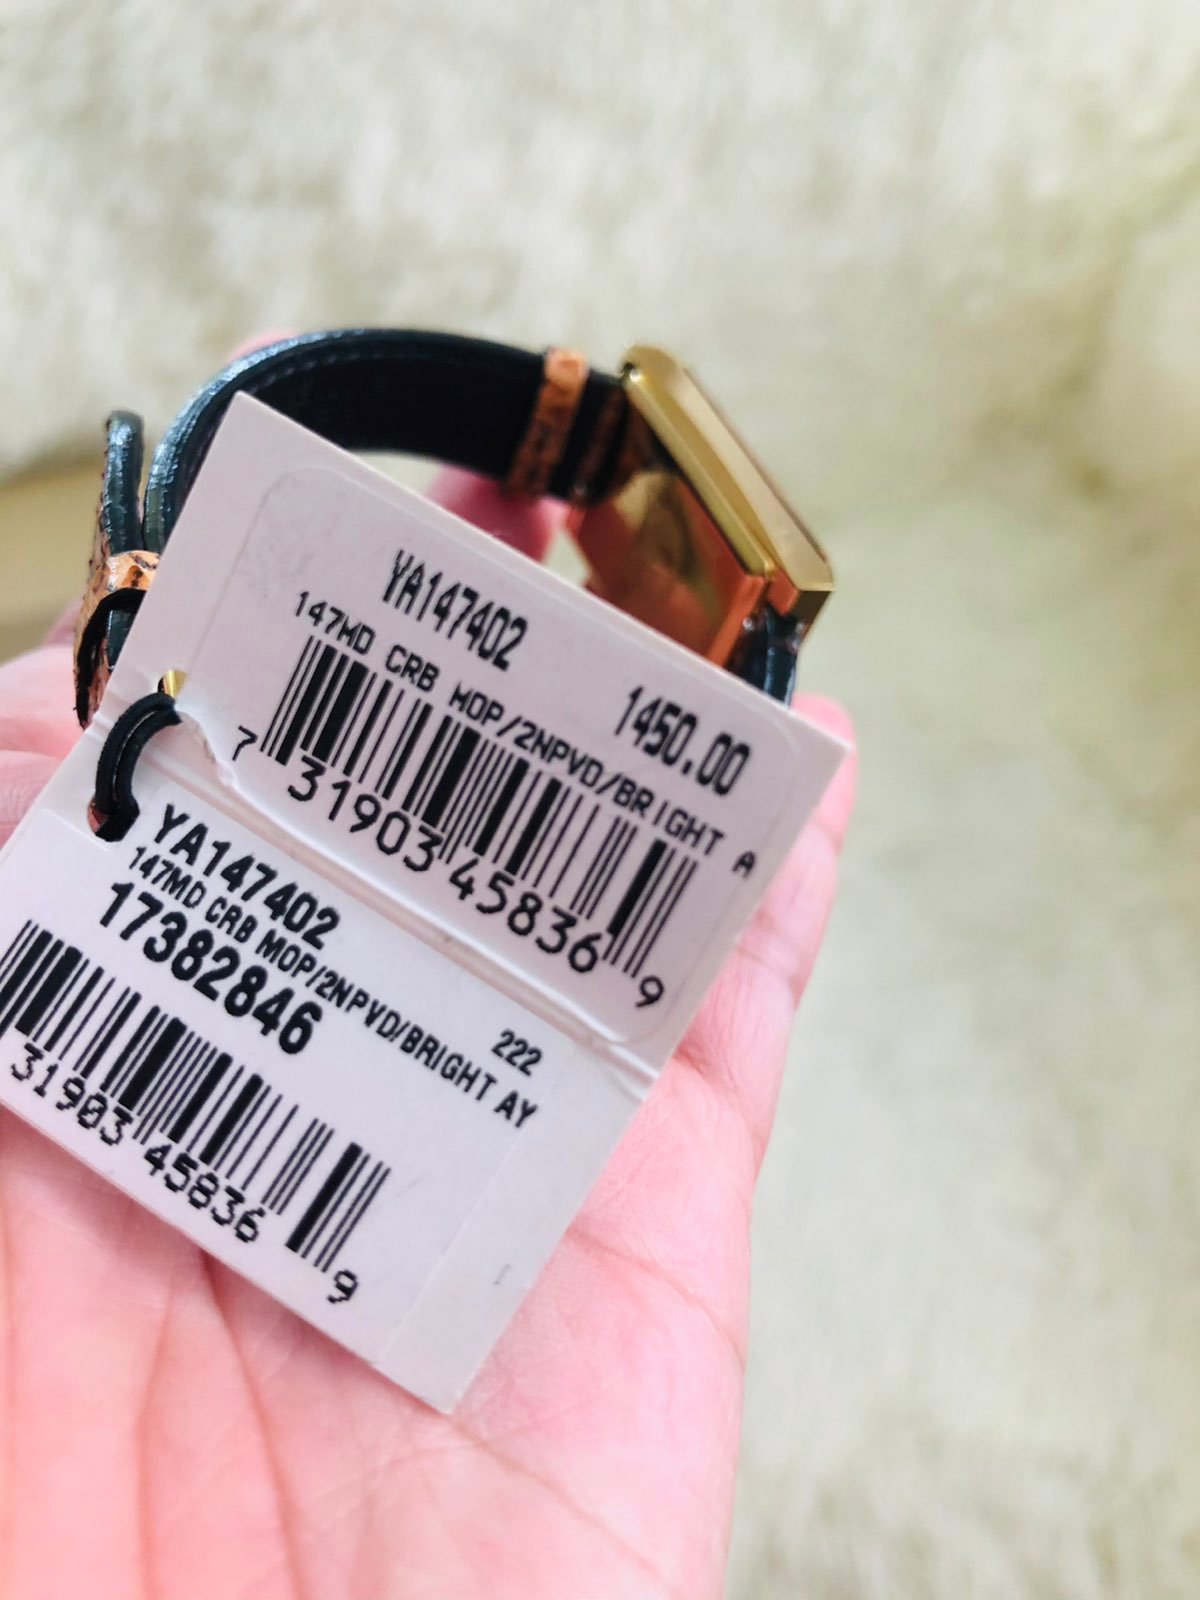 YA147402
1450.00
147MD CRB MOP/2NPVD/BRIGHT A
7 31903 45836 9
YA147402
222
147MD CRB MOP/2NPVD/BRIGHT AY
17382846
31903 45836 9